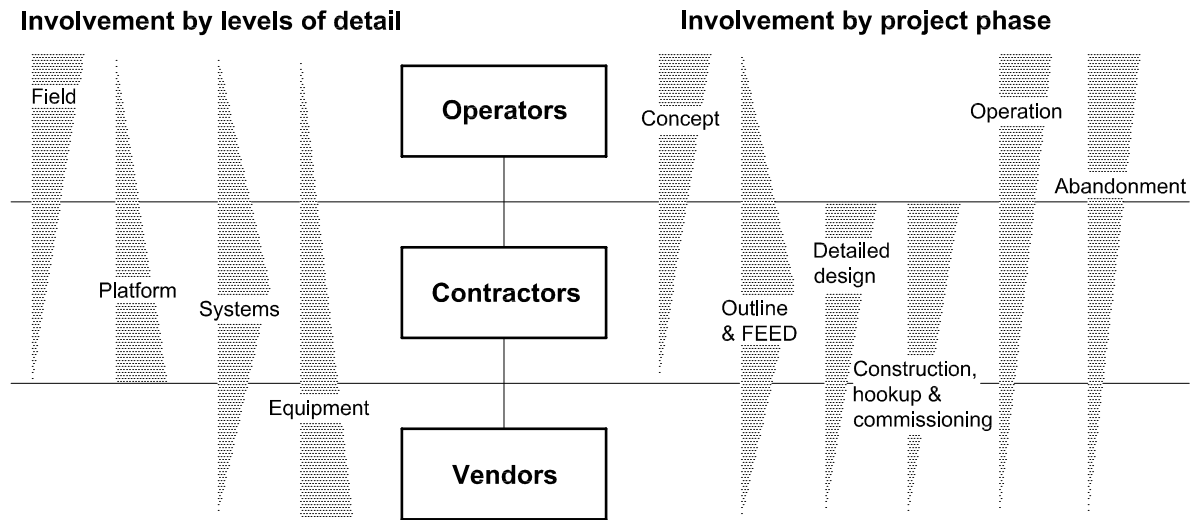 Involvement by levels of detail
Involvement by project phase
Field
Operators
Concept
Operation
Abandonment
Platform
Systems
Contractors
Detailed
design
Outline
& FEED
Equipment
Construction,
hookup &
commissioning
Vendors